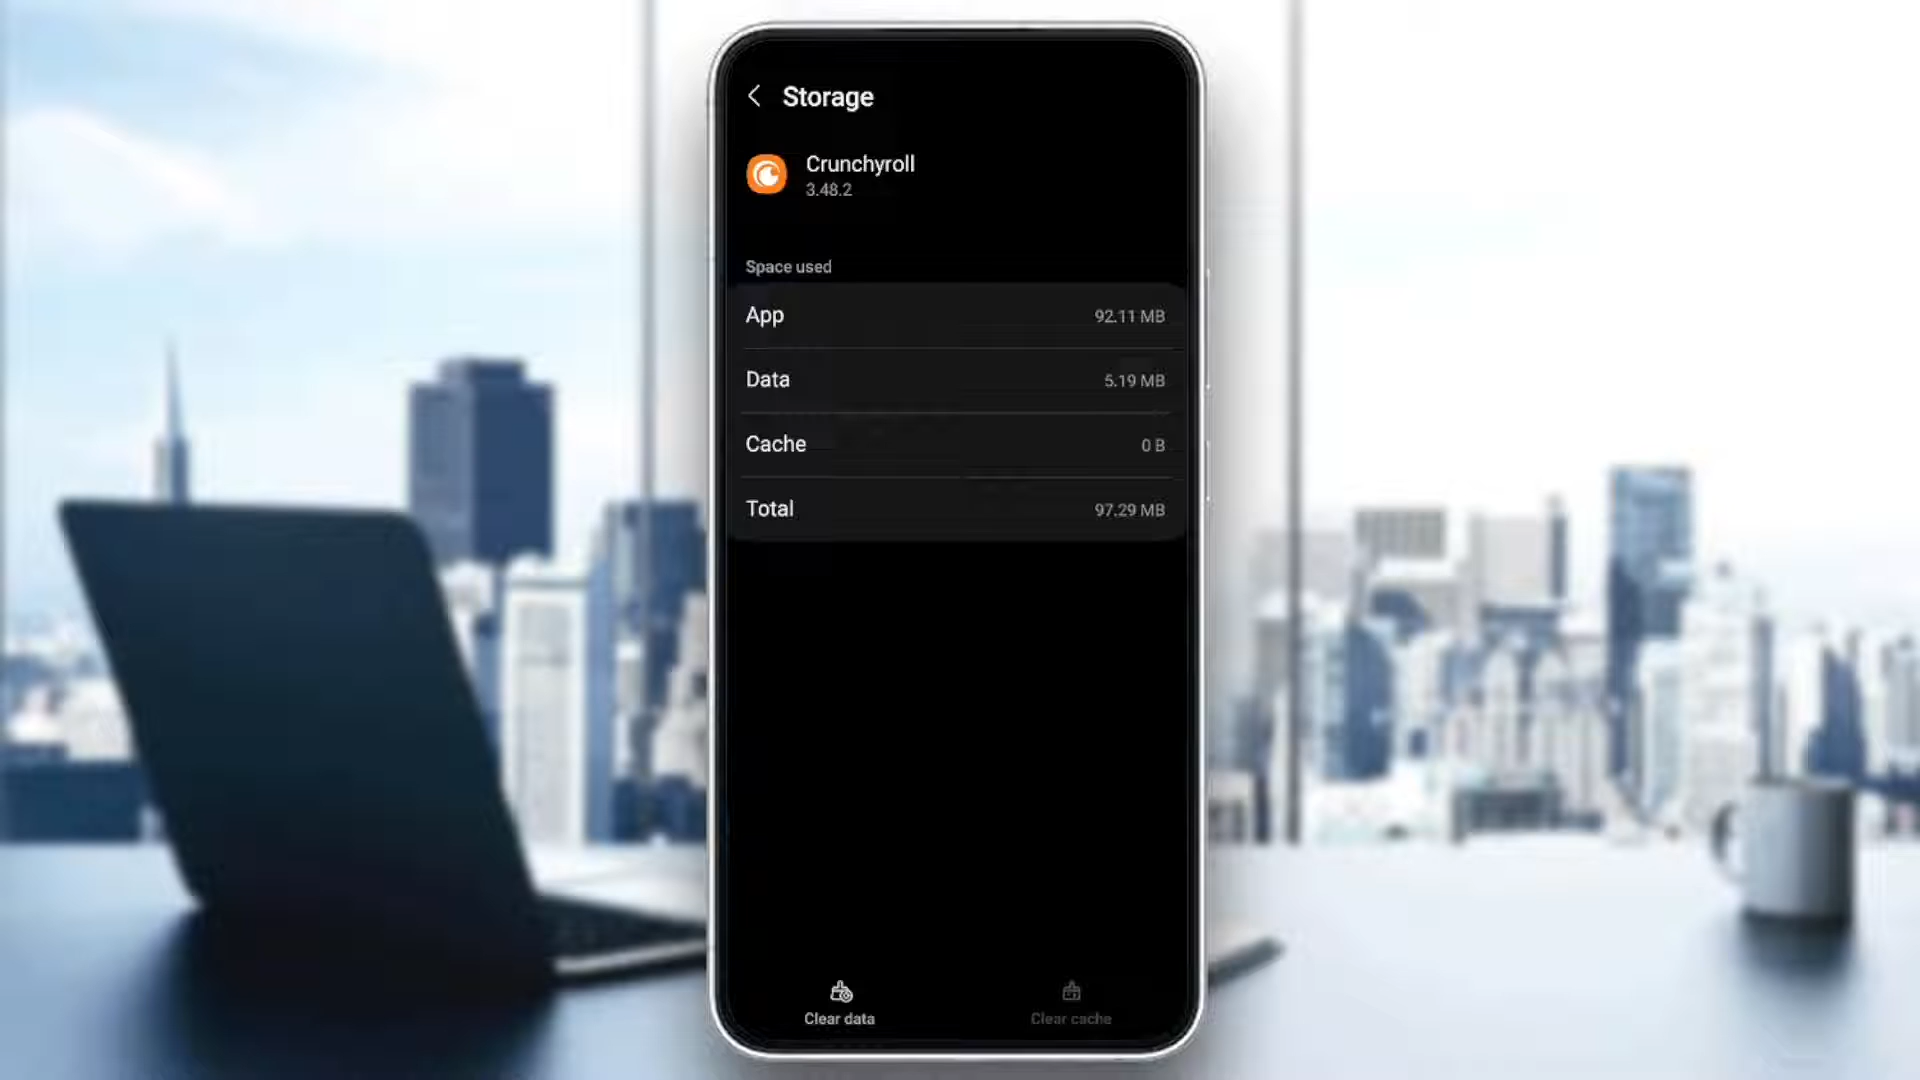 Storage
Crunchyroll
3.48.2
Space used
App 92.11 MB
Data 5.19 MB
Cache 0 B
Total 97.29 MB
Clear data Clear cache